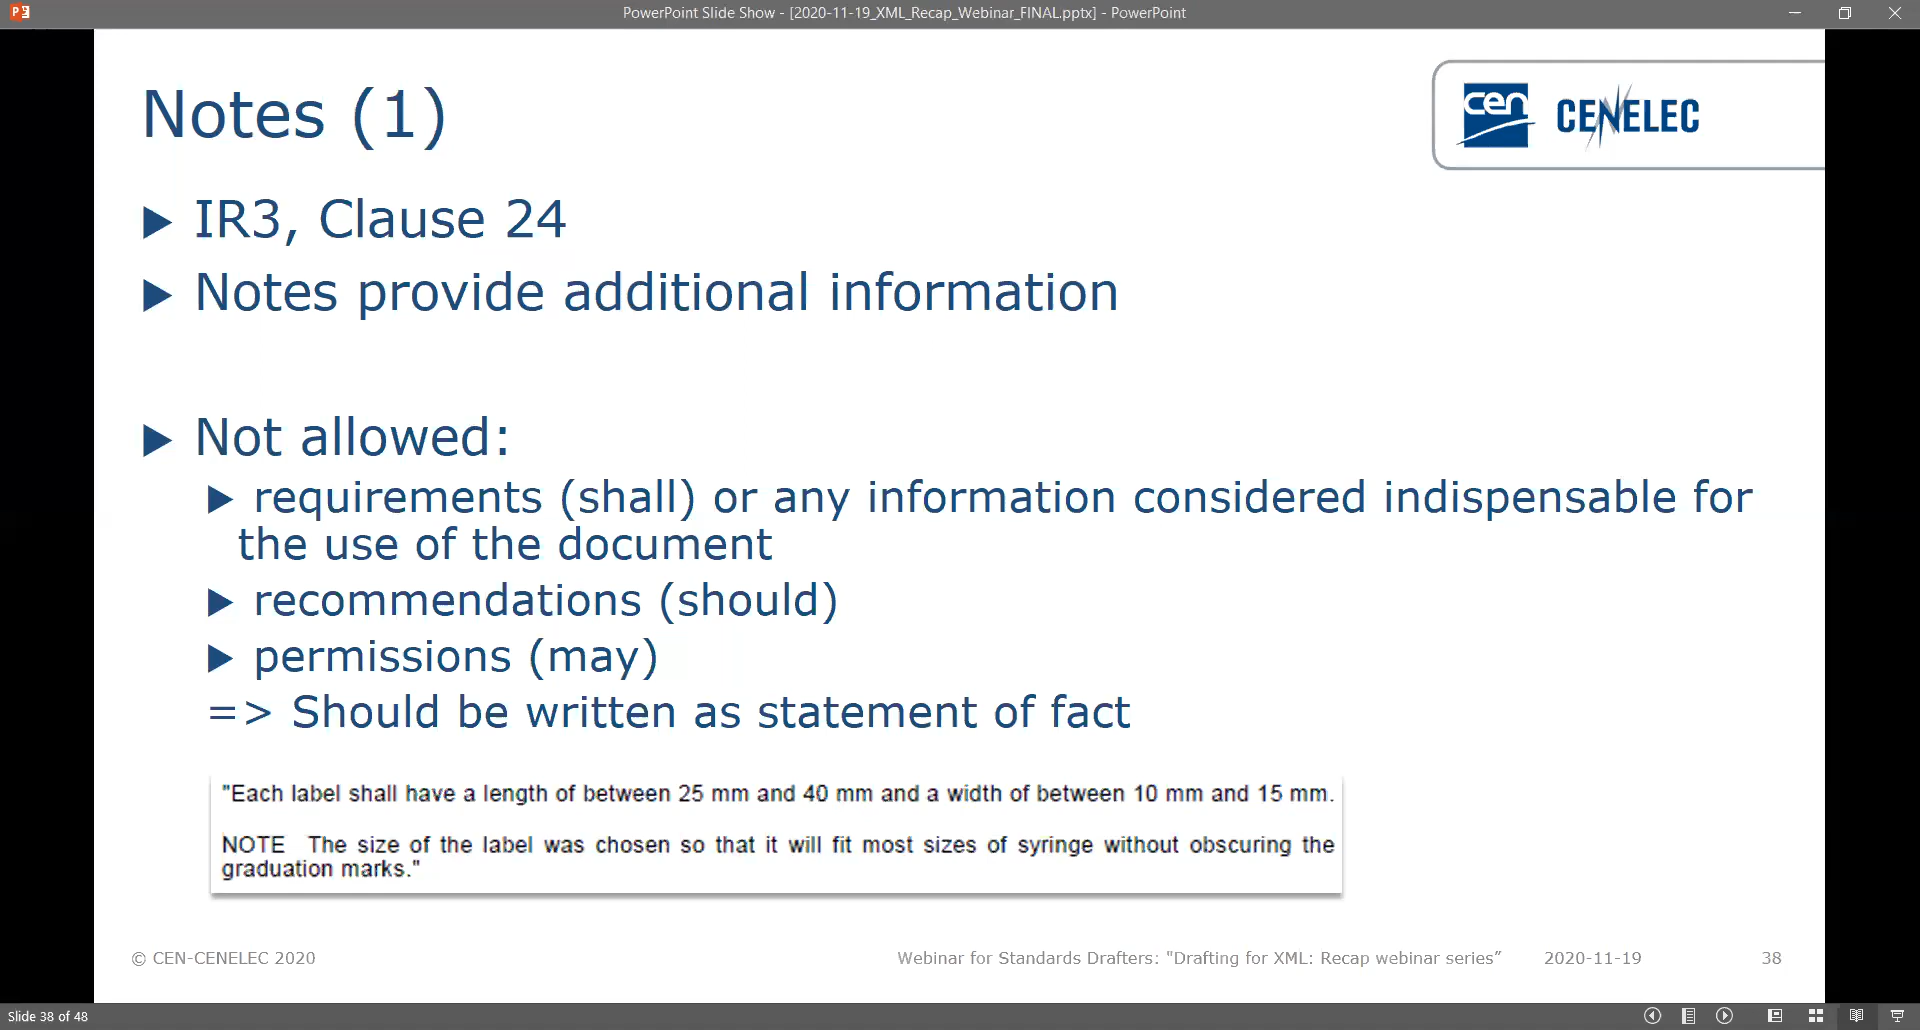 PowerPoint Slide Show - [2020-11-19_XML_Recap_Webinar_FINAL.pptx] - PowerPoint
Notes (1)
cen CENELEC
IR3, Clause 24
Notes provide additional information
Not allowed:
requirements (shall) or any information considered indispensable for
the use of the document
recommendations (should)
permissions (may)
=> Should be written as statement of fact
"Each label shall have a length of between 25 mm and 40 mm and a width of between 10 mm and 15 mm.
NOTE The size of the label was chosen so that it will fit most sizes of syringe without obscuring the
graduation marks."
© CEN-CENELEC 2020 Webinar for Standards Drafters: "Drafting for XML: Recap webinar series” 2020-11-19 38
Slide 38 of 48